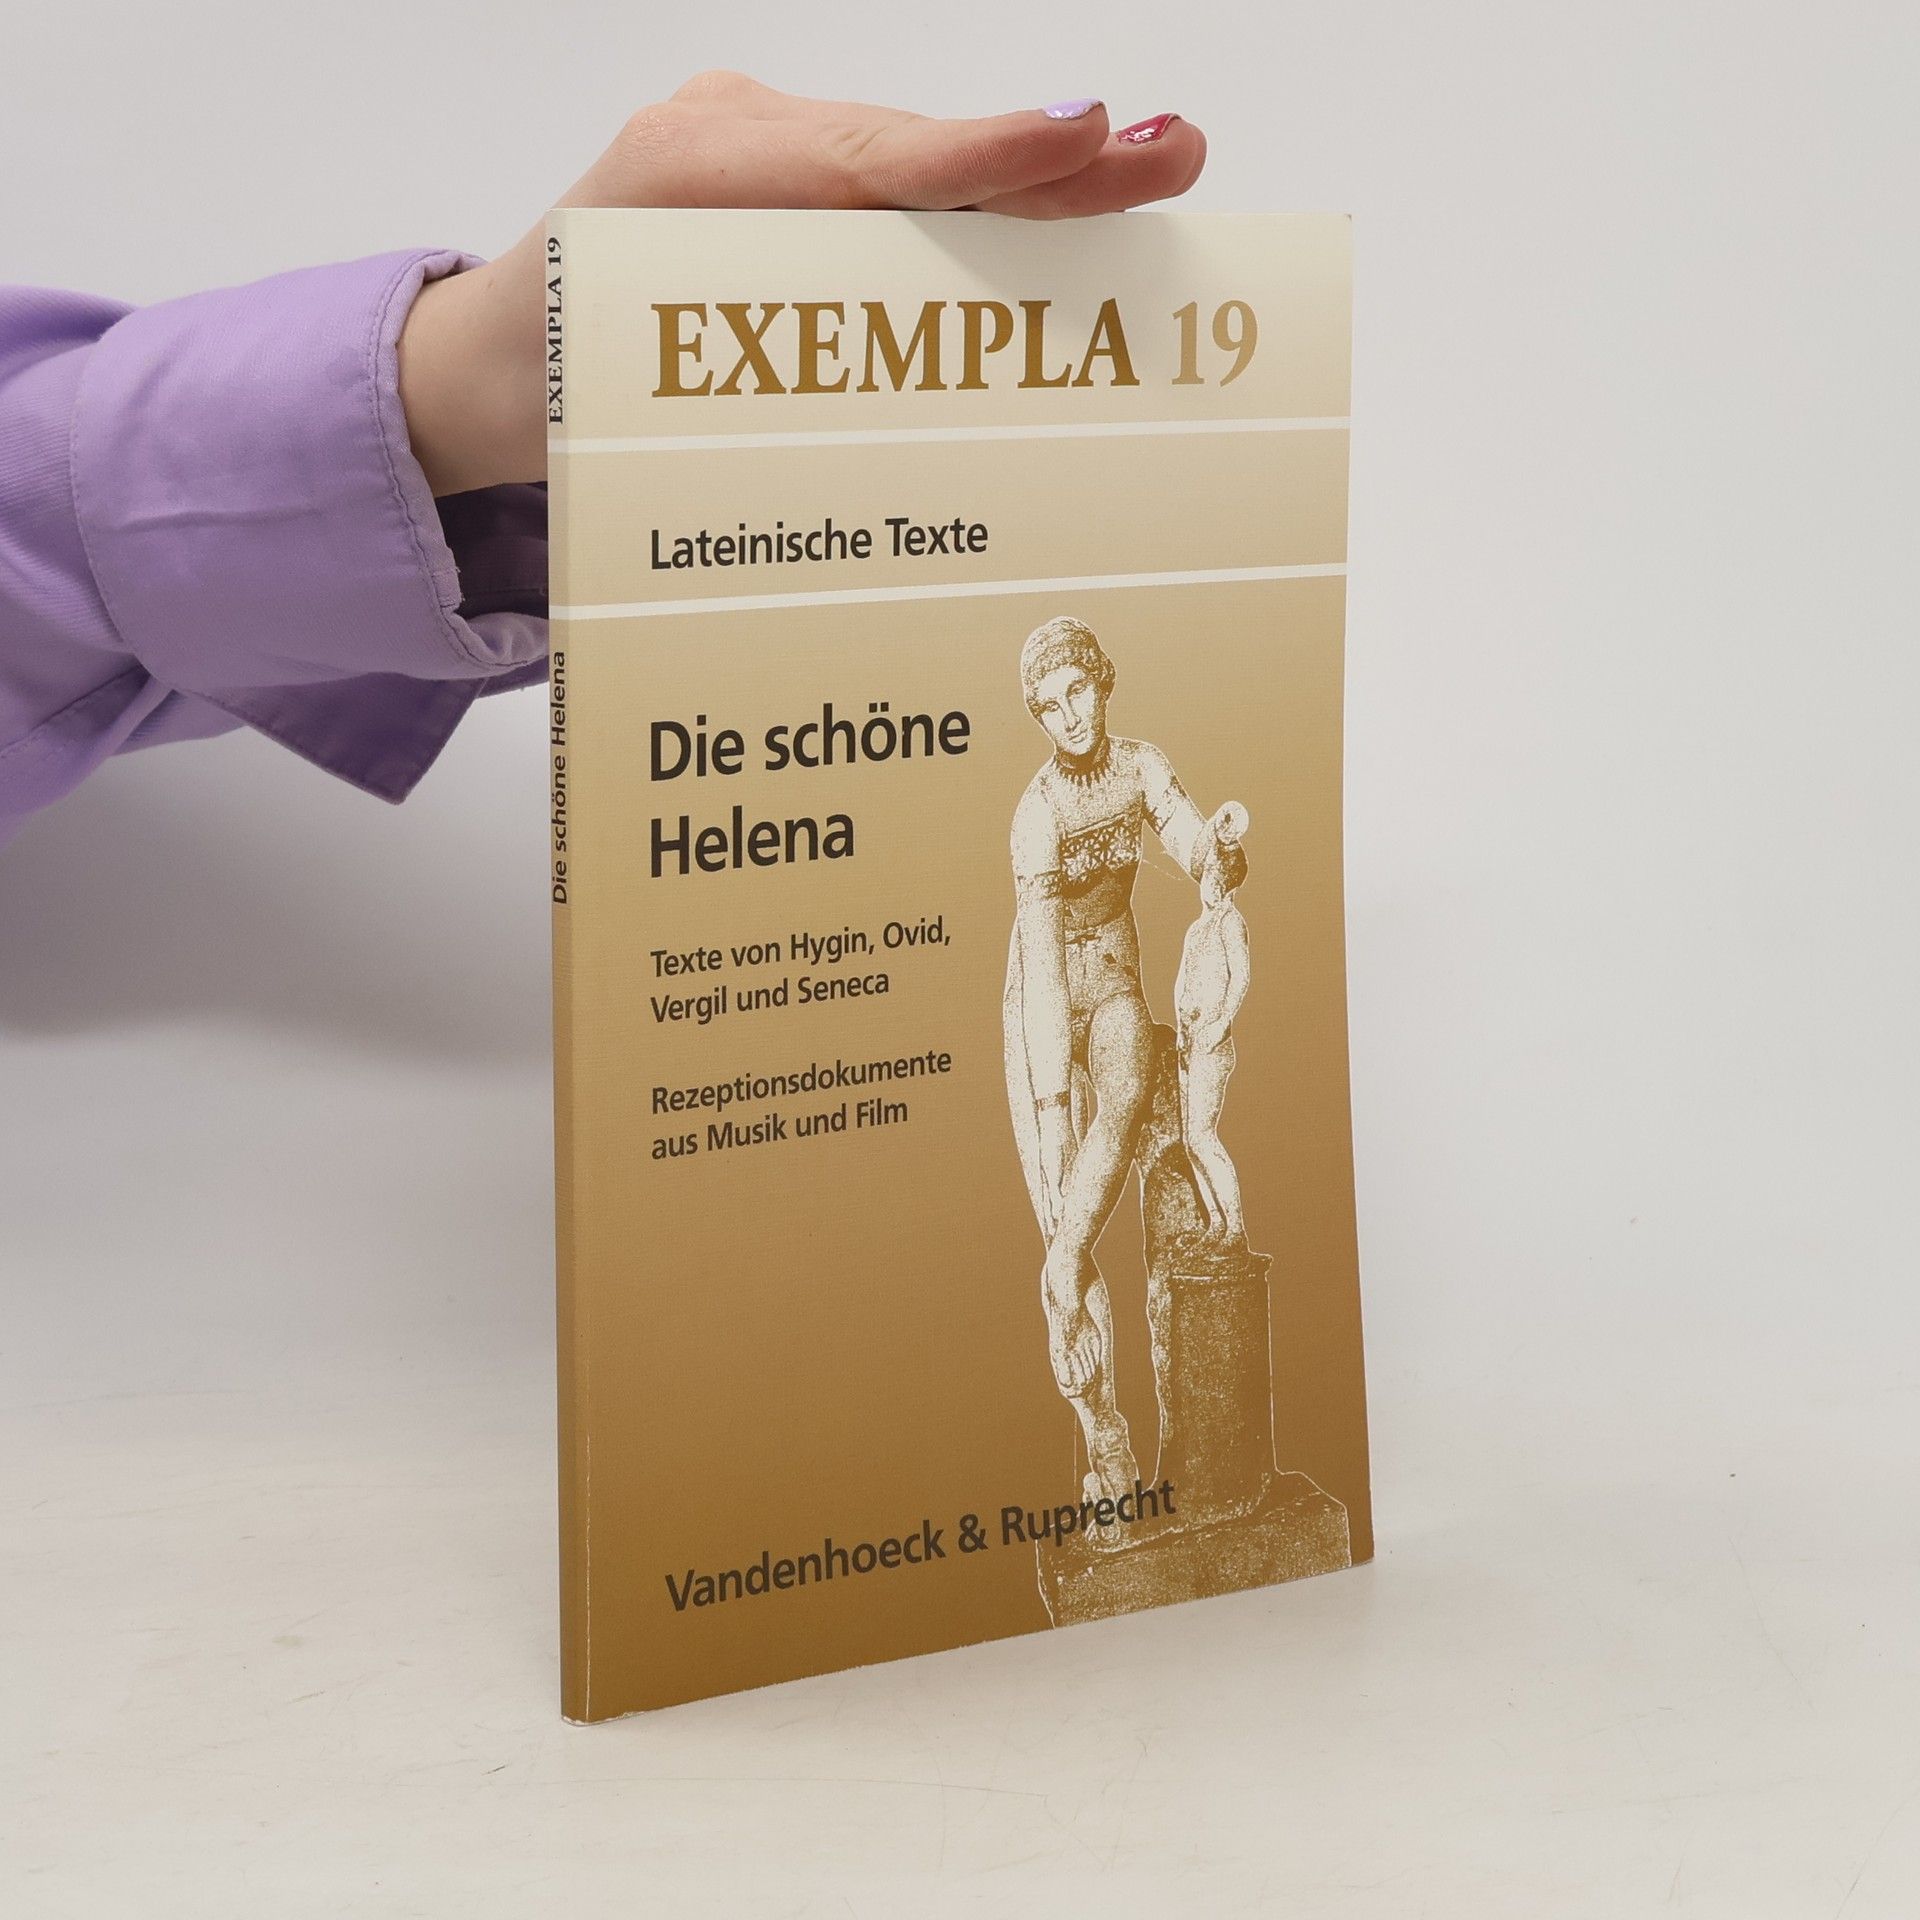 EXEMPLA 19
Die schöne Helena
EXEMPLA 19
Lateinische Texte
Die schöne
Helena
Texte von Hygin, Ovid,
Vergil und Seneca
Rezeptionsdokumente
aus Musik und Film
Vandenhoeck & Ruprecht